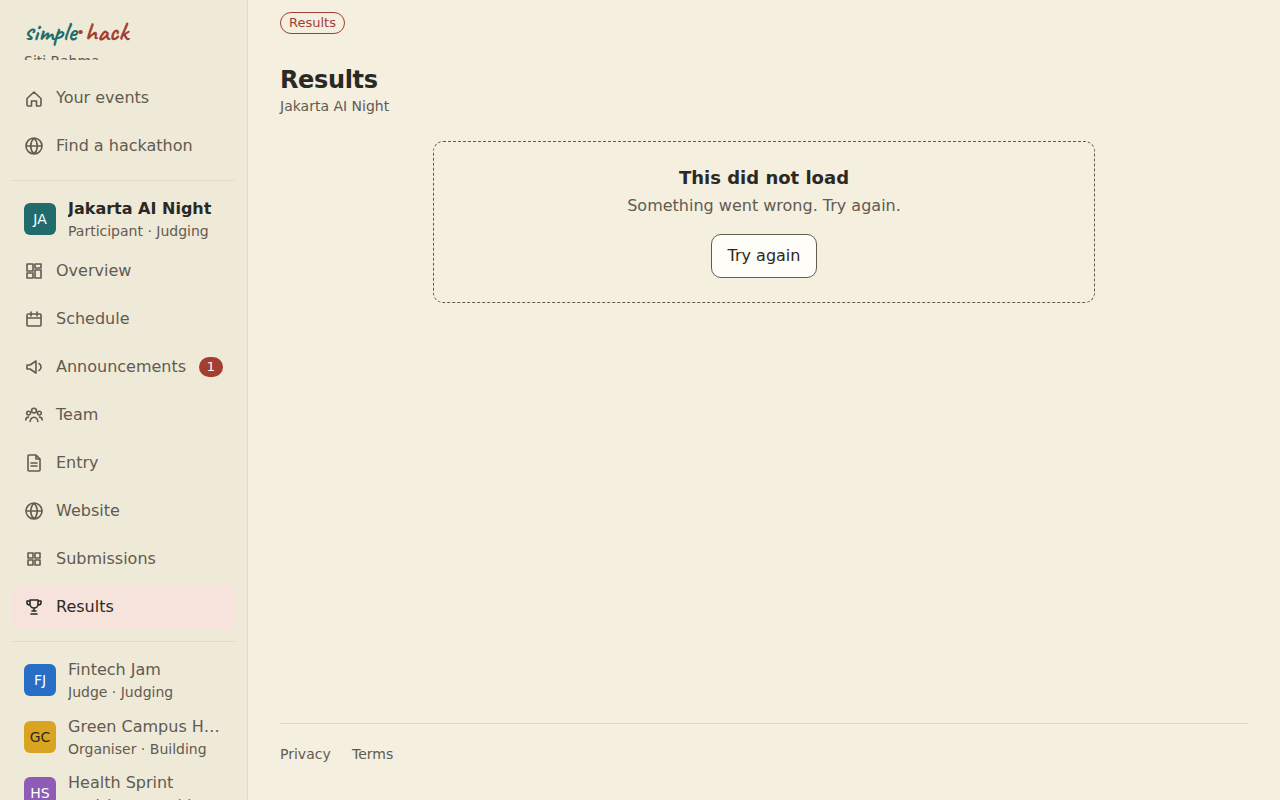 simple·hack
Siti Rahma
Your events
Find a hackathon
JA
Jakarta AI Night
Participant · Judging
Overview
Schedule
Announcements 1
Team
Entry
Website
Submissions
Results
FJ
Fintech Jam
Judge · Judging
GC
Green Campus H…
Organiser · Building
HS
Health Sprint
Results
Results
Jakarta AI Night
This did not load
Something went wrong. Try again.
Try again
Privacy Terms